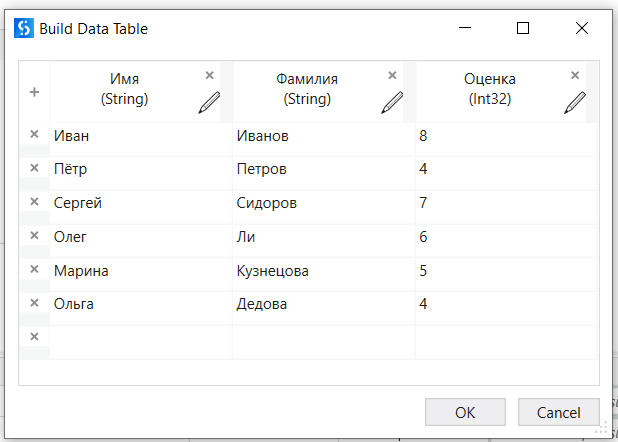 Build Data Table
Имя Фамилия Оценка
(String) (String) (Int32)
Иван Иванов 8
Пётр Петров 4
Сергей Сидоров 7
Олег Ли 6
Марина Кузнецова 5
Ольга Дедова 4
OK Cancel